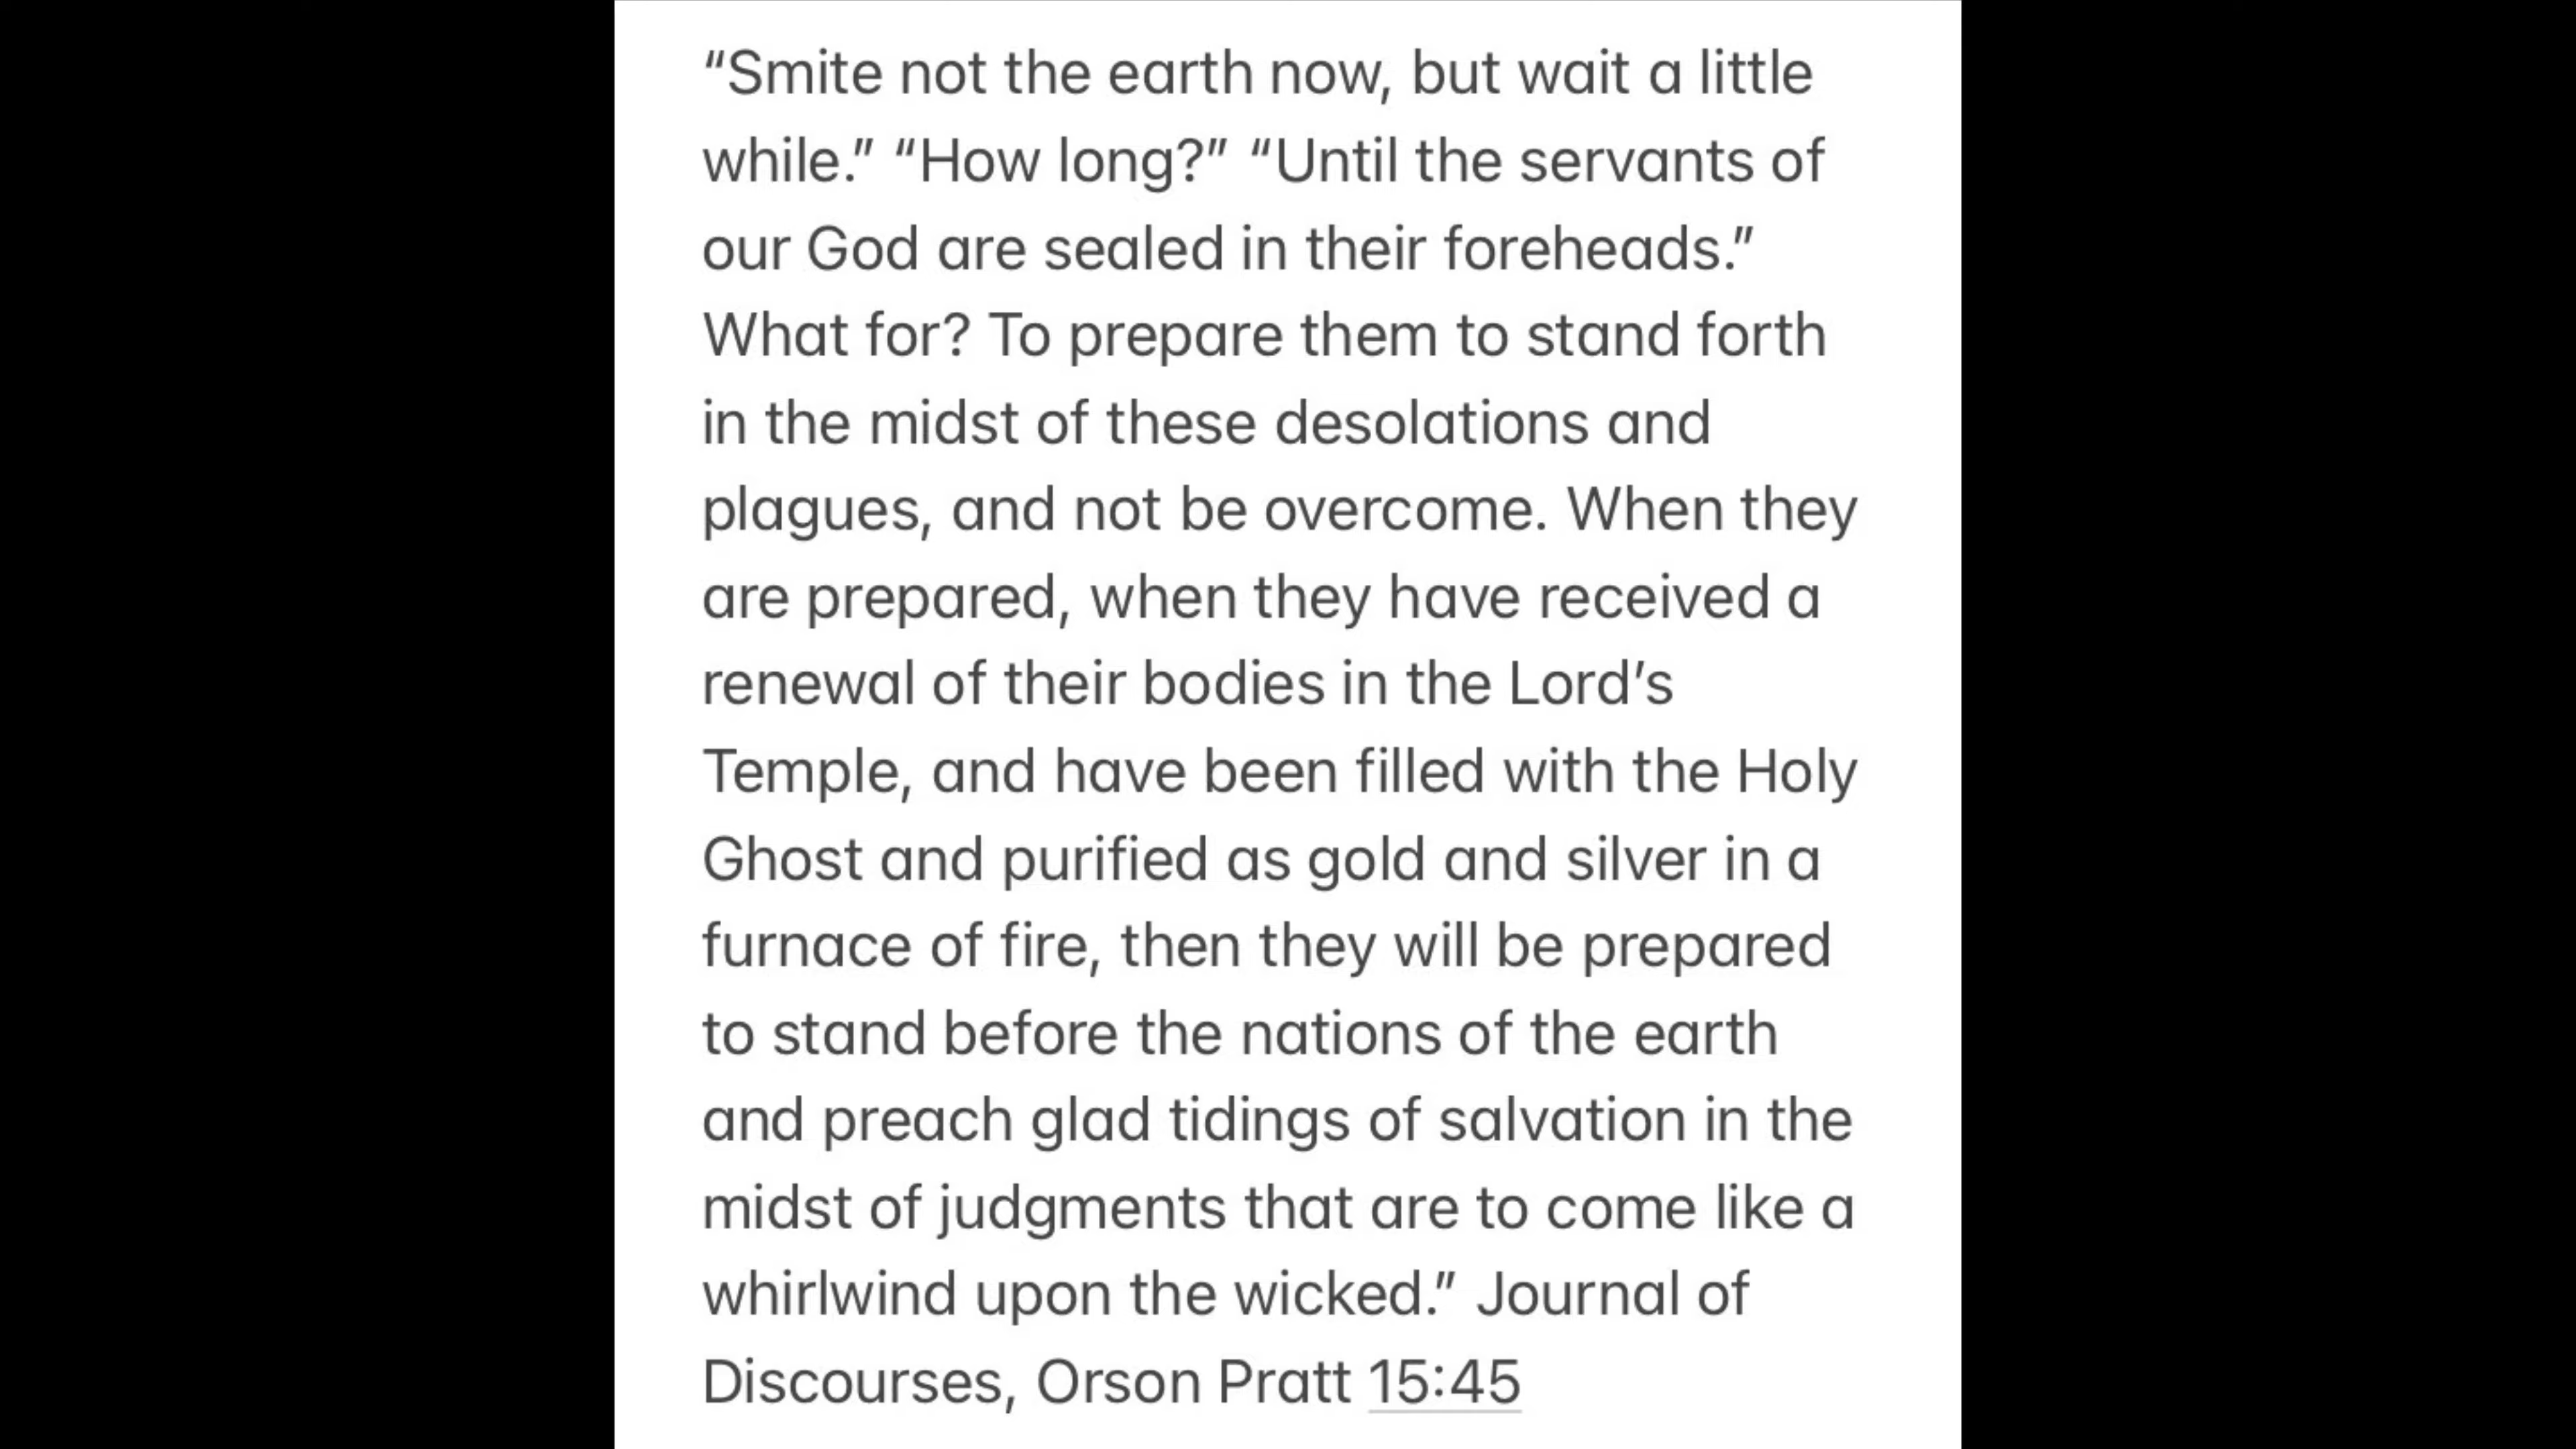 “Smite not the earth now, but wait a little
while.” “How long?” “Until the servants of
our God are sealed in their foreheads.”
What for? To prepare them to stand forth
in the midst of these desolations and
plagues, and not be overcome. When they
are prepared, when they have received a
renewal of their bodies in the Lord’s
Temple, and have been filled with the Holy
Ghost and purified as gold and silver in a
furnace of fire, then they will be prepared
to stand before the nations of the earth
and preach glad tidings of salvation in the
midst of judgments that are to come like a
whirlwind upon the wicked.” Journal of
Discourses, Orson Pratt 15:45